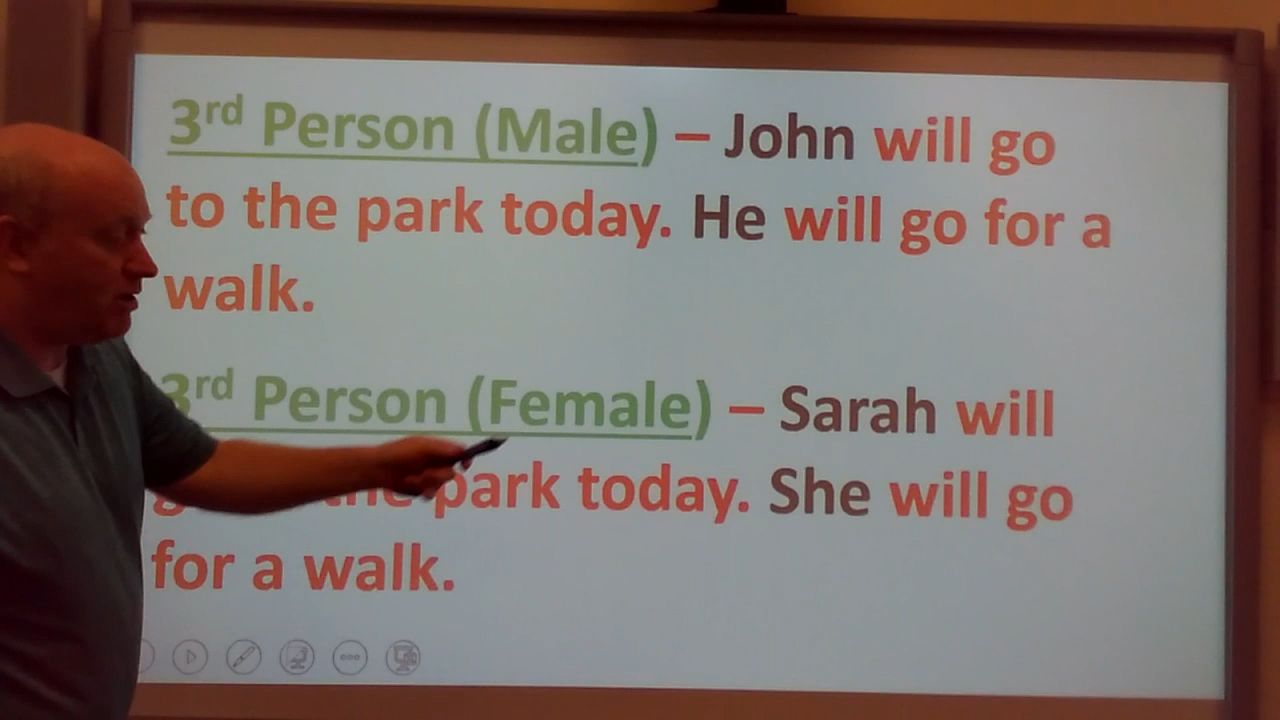 3rd Person (Male) – John will go
to the park today. He will go for a
walk.
3rd Person (Female) – Sarah will
the park today. She will go
for a walk.